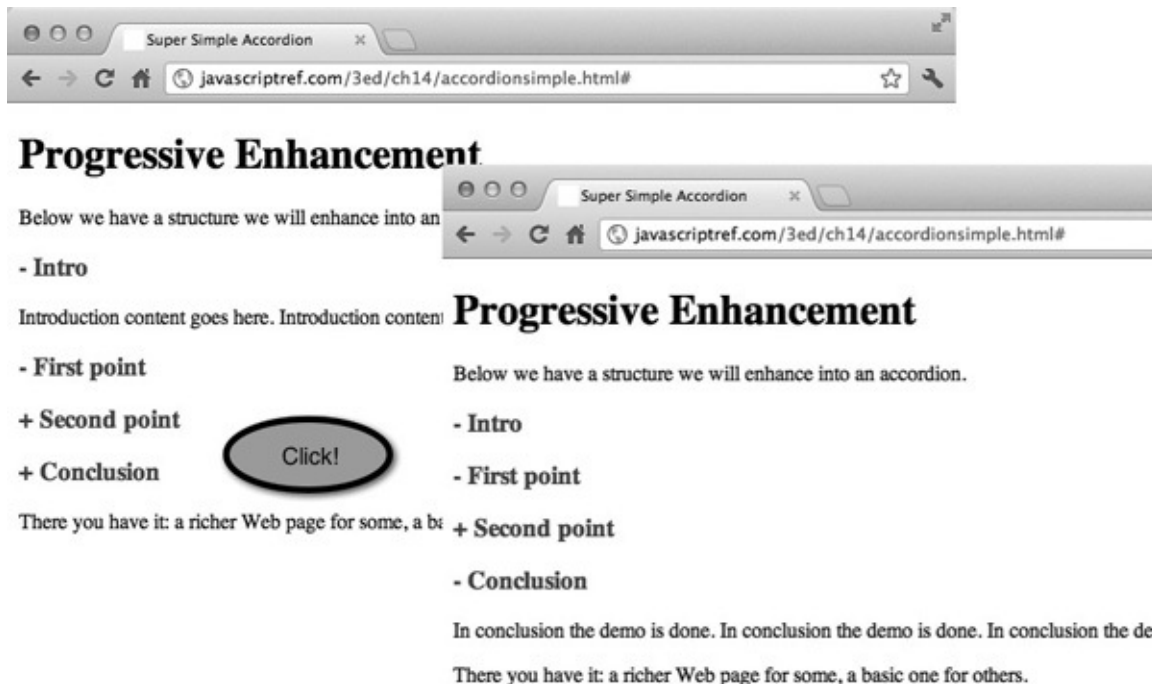 Super Simple Accordion
javascriptref.com/3ed/ch14/accordionsimple.html#
Progressive Enhancement
Below we have a structure we will enhance into an
- Intro
Introduction content goes here. Introduction content
- First point
+ Second point
+ Conclusion
Click!
There you have it: a richer Web page for some, a ba
Super Simple Accordion
javascriptref.com/3ed/ch14/accordionsimple.html#
Progressive Enhancement
Below we have a structure we will enhance into an accordion.
- Intro
- First point
+ Second point
- Conclusion
In conclusion the demo is done. In conclusion the demo is done. In conclusion the de
There you have it: a richer Web page for some, a basic one for others.